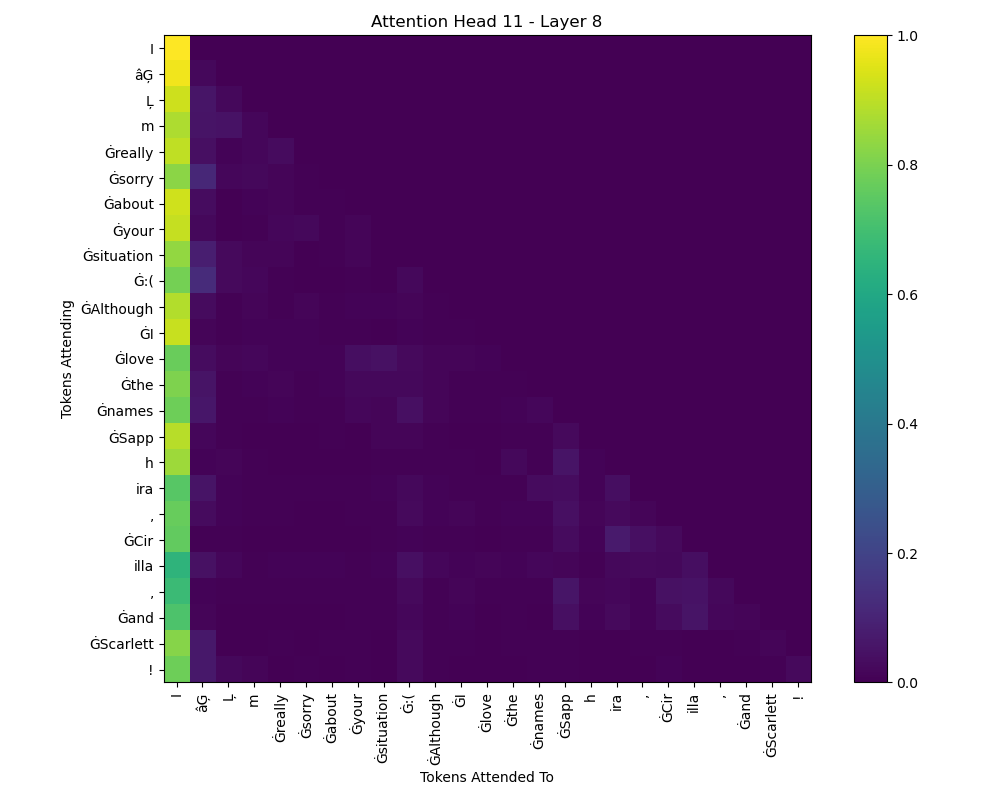 Attention Head 11 - Layer 8
Tokens Attending
I
âĢ
Ļ
m
Ġreally
Ġsorry
Ġabout
Ġyour
Ġsituation
Ġ:(
ĠAlthough
ĠI
Ġlove
Ġthe
Ġnames
ĠSapp
h
ira
,
ĠCir
illa
,
Ġand
ĠScarlett
!
I
âĢ
Ļ
m
Ġreally
Ġsorry
Ġabout
Ġyour
Ġsituation
Ġ:(
ĠAlthough
ĠI
Ġlove
Ġthe
Ġnames
ĠSapp
h
ira
,
ĠCir
illa
,
Ġand
ĠScarlett
!
Tokens Attended To
1.0
0.8
0.6
0.4
0.2
0.0